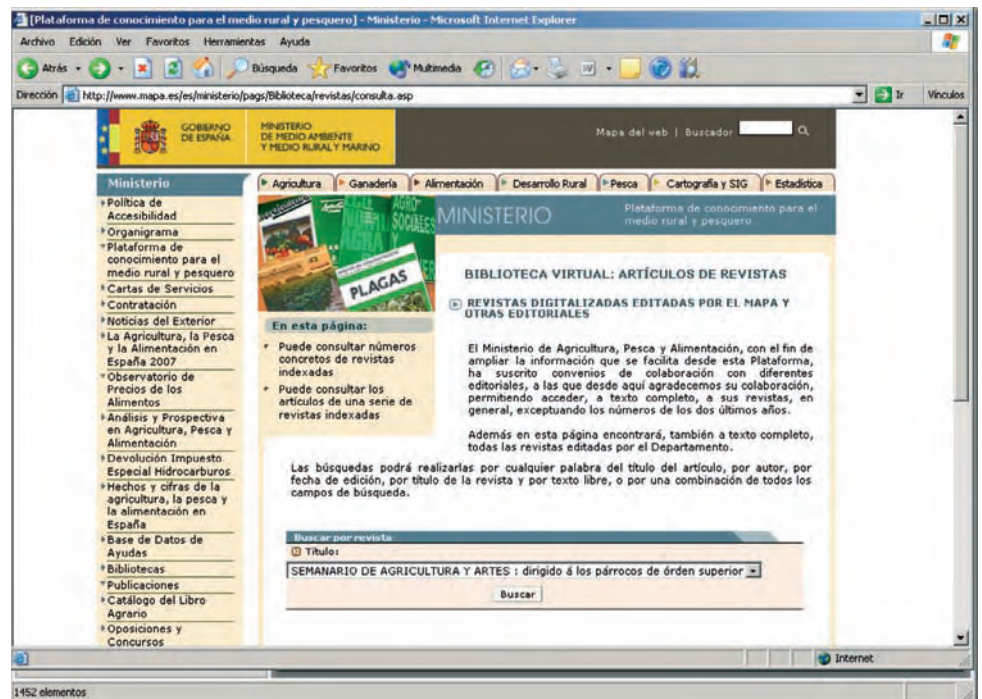 [Plataforma de conocimiento para el medio rural y pesquero] - Ministerio - Microsoft Internet Explorer
Archivo Edición Ver Favoritos Herramientas Ayuda
Atrás Búsqueda Favoritos Multimedia
Dirección http://www.mapa.es/es/ministerio/pags/Biblioteca/revistas/consulta.asp Ir Vínculos
GOBIERNO
DE ESPAÑA
MINISTERIO
DE MEDIO AMBIENTE
Y MEDIO RURAL Y MARINO
Mapa del web | Buscador
Agricultura Ganadería Alimentación Desarrollo Rural Pesca Cartografía y SIG Estadística
Ministerio
Política de
Accesibilidad
Organigrama
Plataforma de
conocimiento para el
medio rural y pesquero
Cartas de Servicios
Contratación
Noticias del Exterior
La Agricultura, la Pesca
y la Alimentación en
España 2007
Observatorio de
Precios de los
Alimentos
Análisis y Prospectiva
en Agricultura, Pesca y
Alimentación
Devolución Impuesto
Especial Hidrocarburos
Hechos y cifras de la
agricultura, la pesca y
la alimentación en
España
Base de Datos de
Ayudas
Bibliotecas
Publicaciones
Catálogo del Libro
Agrario
Oposiciones y
Concursos
AGRO-
SOCIALES
PLAGAS
MINISTERIO
Plataforma de conocimiento para el
medio rural y pesquero
En esta página:
Puede consultar números
concretos de revistas
indexadas
Puede consultar los
artículos de una serie de
revistas indexadas
BIBLIOTECA VIRTUAL: ARTÍCULOS DE REVISTAS
REVISTAS DIGITALIZADAS EDITADAS POR EL MAPA Y
OTRAS EDITORIALES
El Ministerio de Agricultura, Pesca y Alimentación, con el fin de
ampliar la información que se facilita desde esta Plataforma,
ha suscrito convenios de colaboración con diferentes
editoriales, a las que desde aquí agradecemos su colaboración,
permitiendo acceder, a texto completo, a sus revistas, en
general, exceptuando los números de los dos últimos años.
Además en esta página encontrará, también a texto completo,
todas las revistas editadas por el Departamento.
Las búsquedas podrá realizarlas por cualquier palabra del título del artículo, por autor, por
fecha de edición, por título de la revista y por texto libre, o por una combinación de todos los
campos de búsqueda.
Buscar por revista
Título:
SEMANARIO DE AGRICULTURA Y ARTES : dirigido á los párrocos de órden superior
Buscar
Internet
1452 elementos